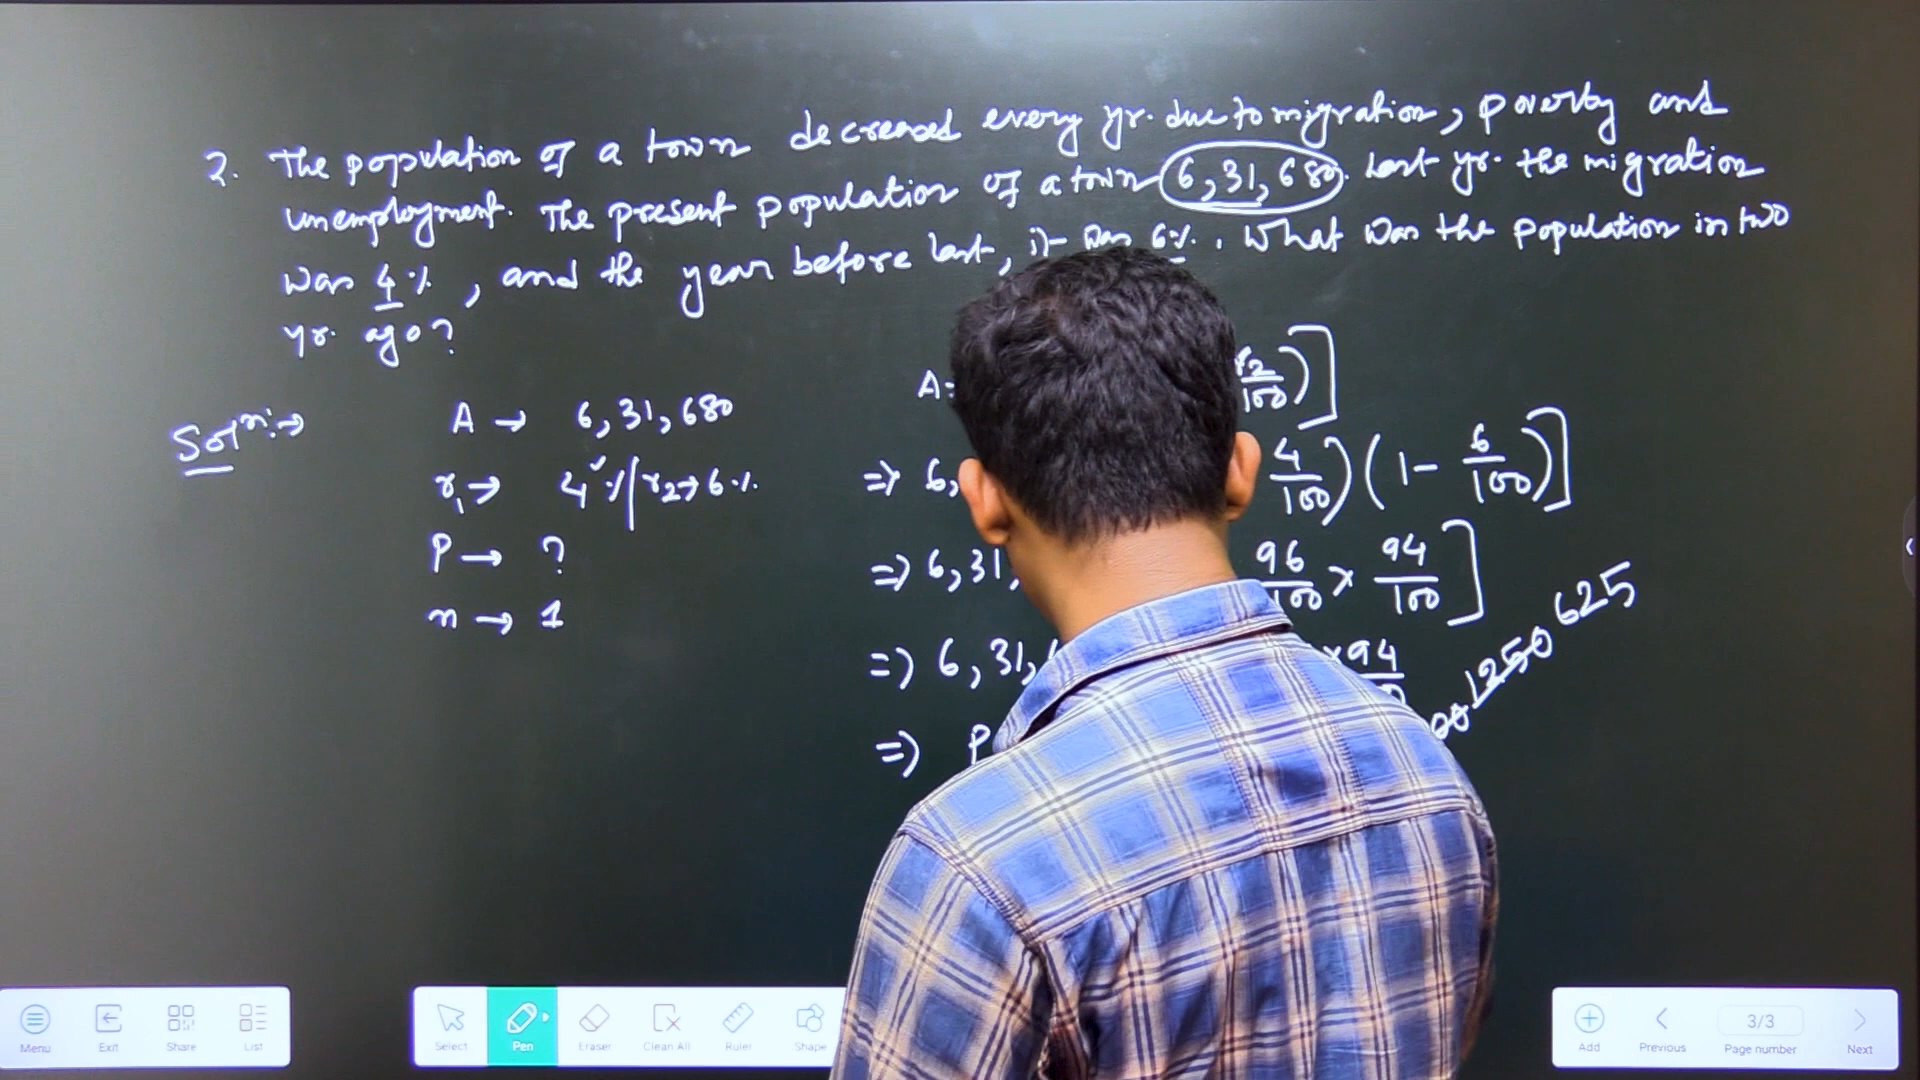 2. The population of a town decreased every yr. due to migration, poverty and
unemployment. The present population of a town 6,31,680. Last yr. the migration
was 4%, and the year before last, it was 6%. What was the population in two
yr. ago?
Solⁿ:→
A → 6,31,680
r₁→ 4% / r₂→6%
P → ?
n → 1
A=
r₂/100)]
=> 6,
4/100)(1- 6/100)]
=> 6,31,
96/100 × 94/100]
=> 6,31,
×94
1250 625
=> P
Menu
Exit
Share
List
Select
Pen
Eraser
Clean All
Ruler
Shape
Add
Previous
3/3
Page number
Next